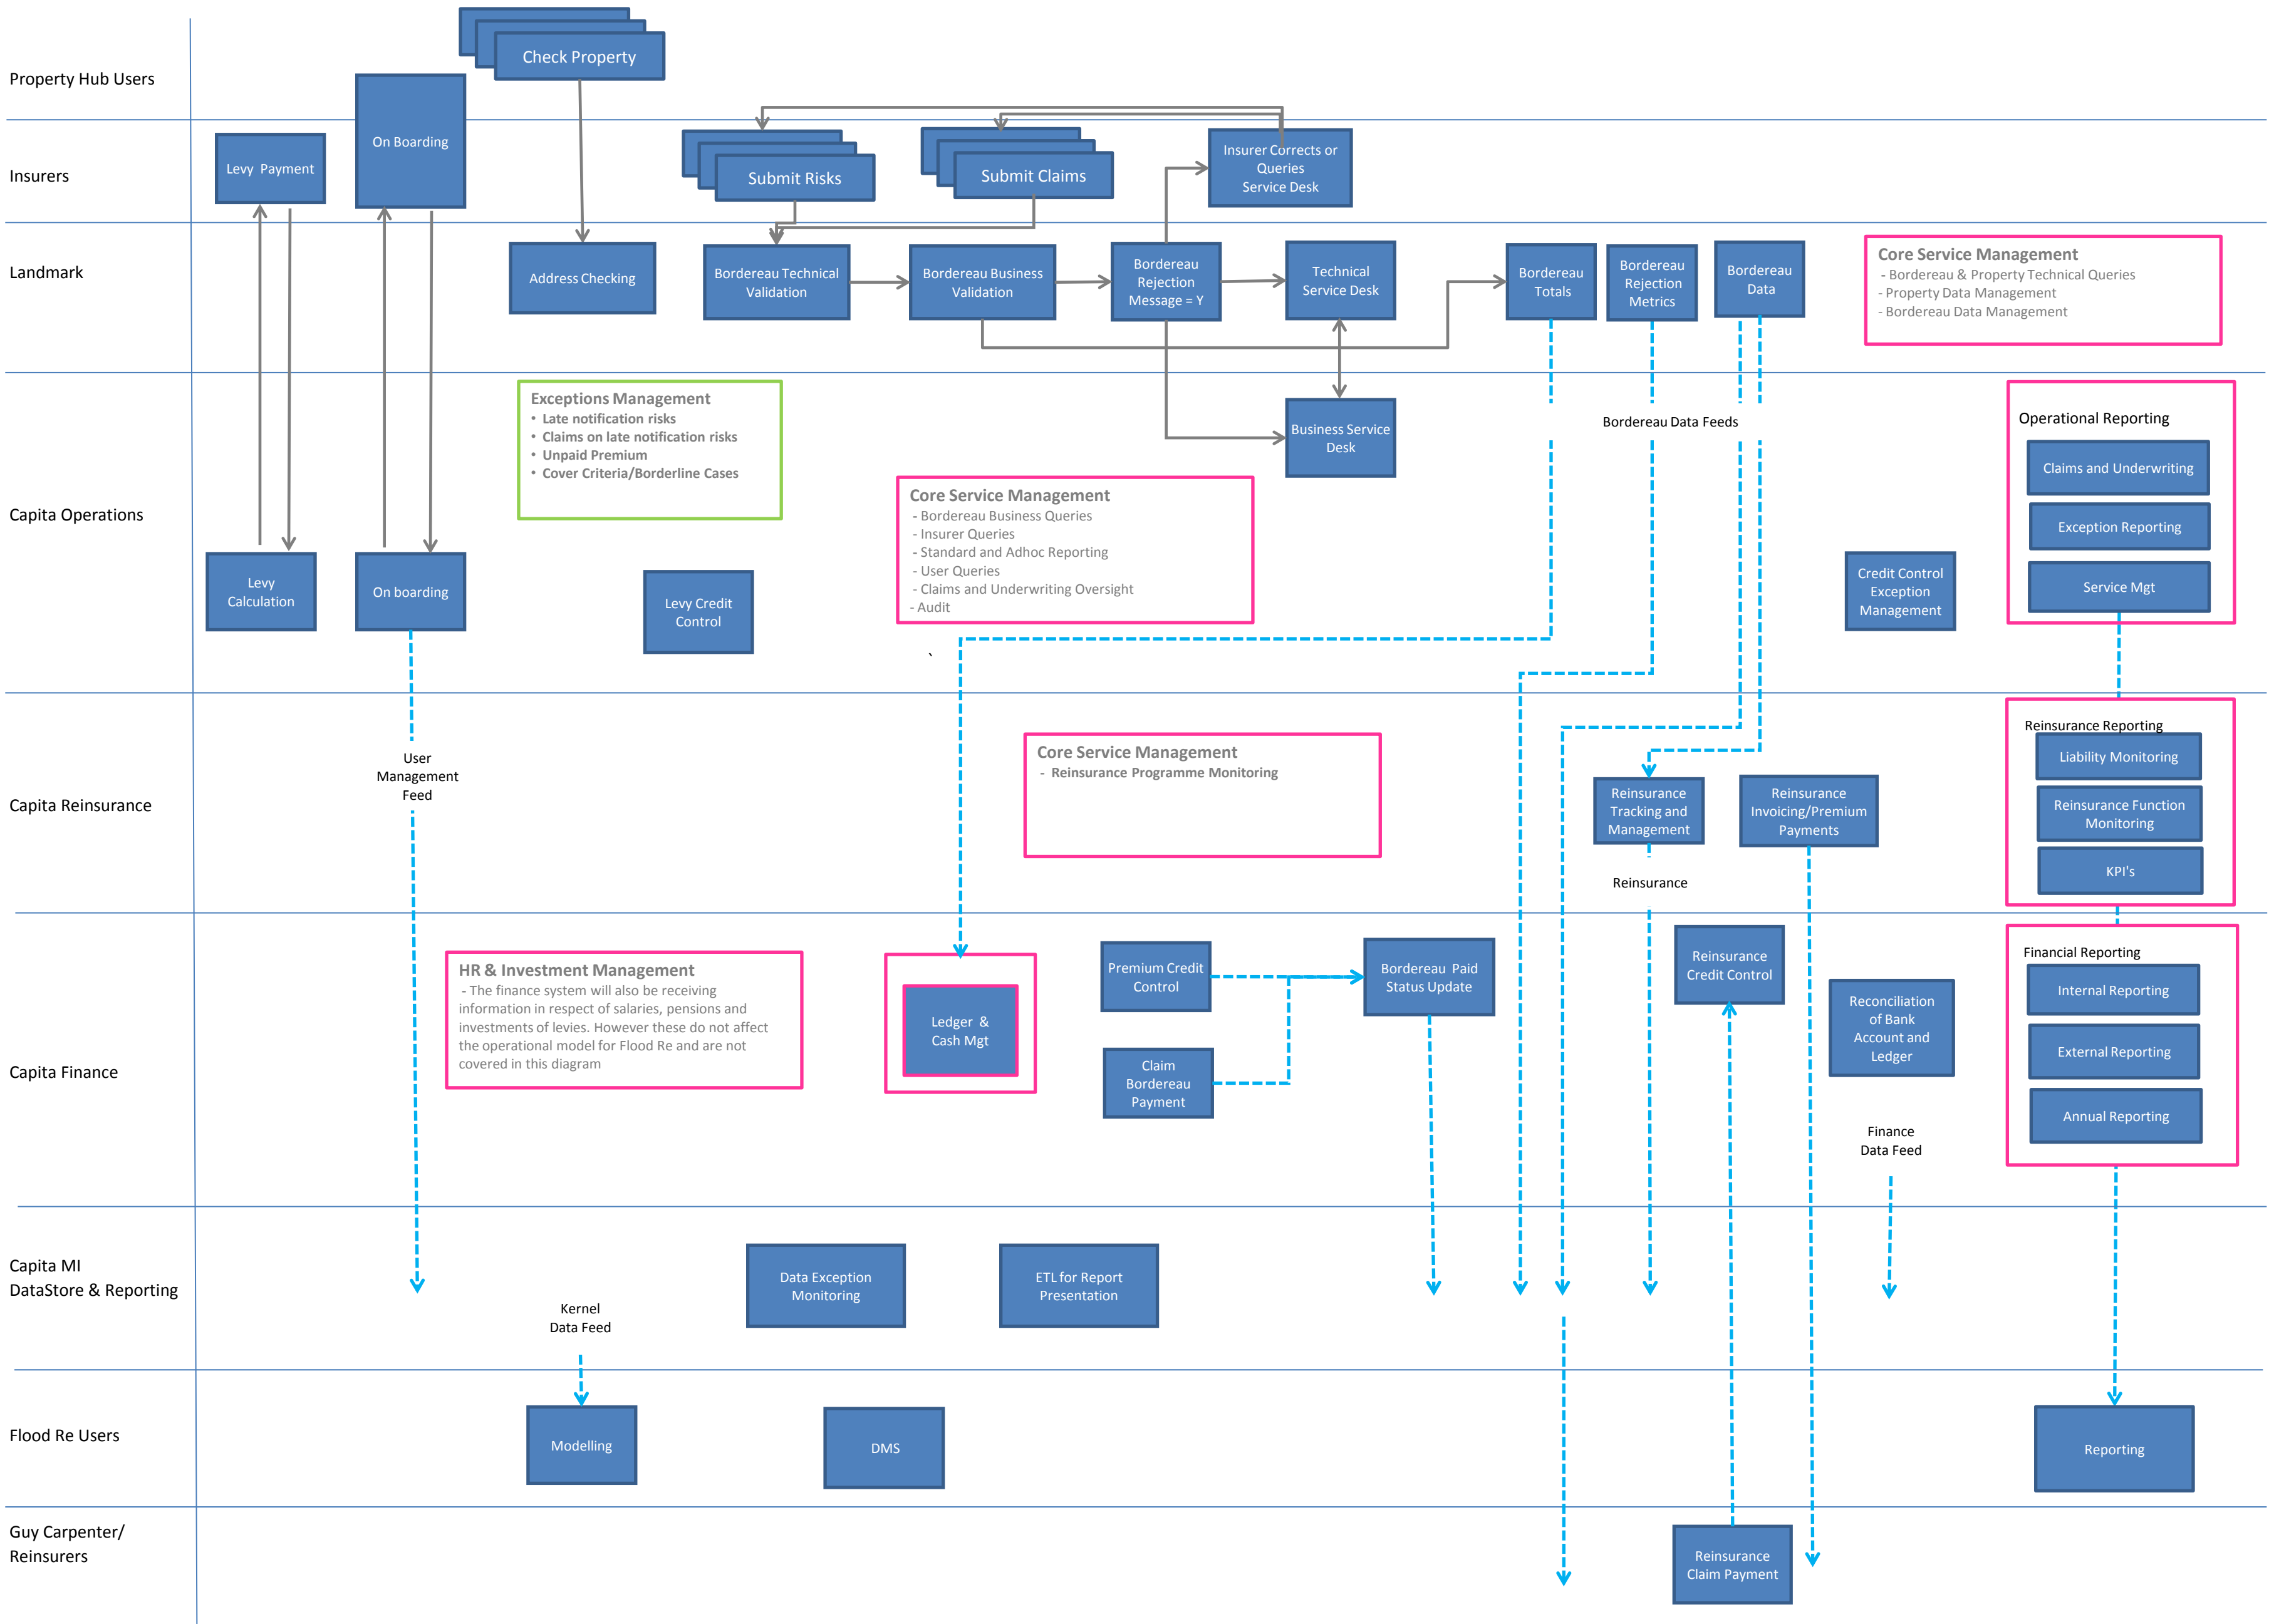 Property Hub Users
Check Property
Insurers
Levy  Payment
On Boarding
Submit Risks
Submit Claims
Insurer Corrects or
Queries
Service Desk
Landmark
Address Checking
Bordereau Technical
Validation
Bordereau Business
Validation
Bordereau
Rejection
Message = Y
Technical
Service Desk
Bordereau
Totals
Bordereau
Rejection
Metrics
Bordereau
Data
Core Service Management
- Bordereau & Property Technical Queries
- Property Data Management
- Bordereau Data Management
Capita Operations
Levy
Calculation
On boarding
Exceptions Management
• Late notification risks
• Claims on late notification risks
• Unpaid Premium
• Cover Criteria/Borderline Cases
Levy Credit
Control
Core Service Management
- Bordereau Business Queries
- Insurer Queries
- Standard and Adhoc Reporting
- User Queries
- Claims and Underwriting Oversight
- Audit
`
Business Service
Desk
Bordereau Data Feeds
Credit Control
Exception
Management
Operational Reporting
Claims and Underwriting
Exception Reporting
Service Mgt
Capita Reinsurance
User
Management
Feed
Core Service Management
- Reinsurance Programme Monitoring
Reinsurance
Tracking and
Management
Reinsurance
Invoicing/Premium
Payments
Reinsurance
Reinsurance Reporting
Liability Monitoring
Reinsurance Function
Monitoring
KPI's
Capita Finance
HR & Investment Management
- The finance system will also be receiving
information in respect of salaries, pensions and
investments of levies. However these do not affect
the operational model for Flood Re and are not
covered in this diagram
Ledger  &
Cash Mgt
Premium Credit
Control
Claim
Bordereau
Payment
Bordereau  Paid
Status Update
Reinsurance
Credit Control
Reconciliation
of Bank
Account and
Ledger
Finance
Data Feed
Financial Reporting
Internal Reporting
External Reporting
Annual Reporting
Capita MI
DataStore & Reporting
Kernel
Data Feed
Data Exception
Monitoring
ETL for Report
Presentation
Flood Re Users
Modelling
DMS
Reporting
Guy Carpenter/
Reinsurers
Reinsurance
Claim Payment